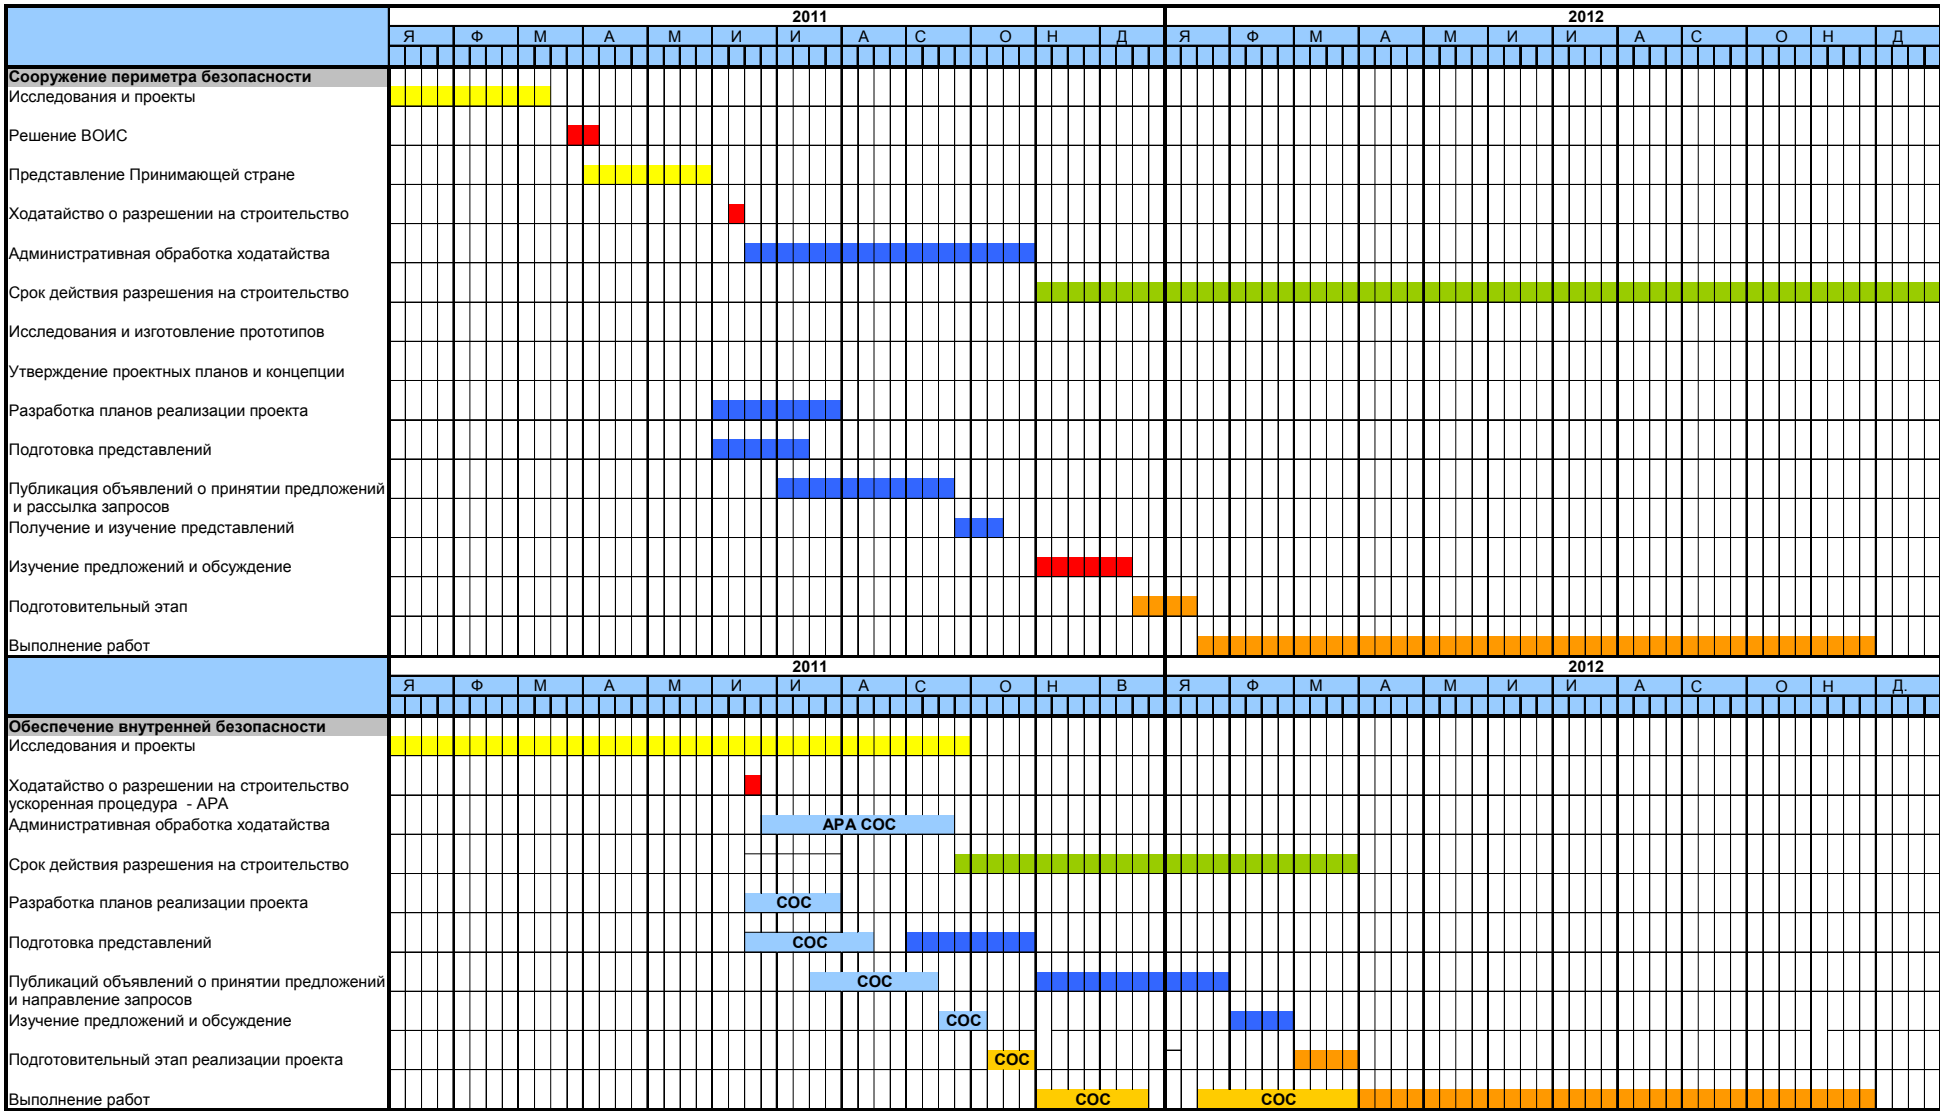 2011 2012
Я Ф М А М И И А С О Н Д Я Ф М А М И И А С О Н Д
Сооружение периметра безопасности
Исследования и проекты
Решение ВОИС
Представление Принимающей стране
Ходатайство о разрешении на строительство
Административная обработка ходатайства
Срок действия разрешения на строительство
Исследования и изготовление прототипов
Утверждение проектных планов и концепции
Разработка планов реализации проекта
Подготовка представлений
Публикация объявлений о принятии предложений
и рассылка запросов
Получение и изучение представлений
Изучение предложений и обсуждение
Подготовительный этап
Выполнение работ
2011 2012
Я Ф М А М И И А С О Н В Я Ф М А М И И А С О Н Д.
Обеспечение внутренней безопасности
Исследования и проекты
Ходатайство о разрешении на строительство
ускоренная процедура - АРА
Административная обработка ходатайства APA COC
Срок действия разрешения на строительство
Разработка планов реализации проекта COC
Подготовка представлений COC
Публикаций объявлений о принятии предложений COC
и направление запросов
Изучение предложений и обсуждение COC
Подготовительный этап реализации проекта COC
Выполнение работ COC COC